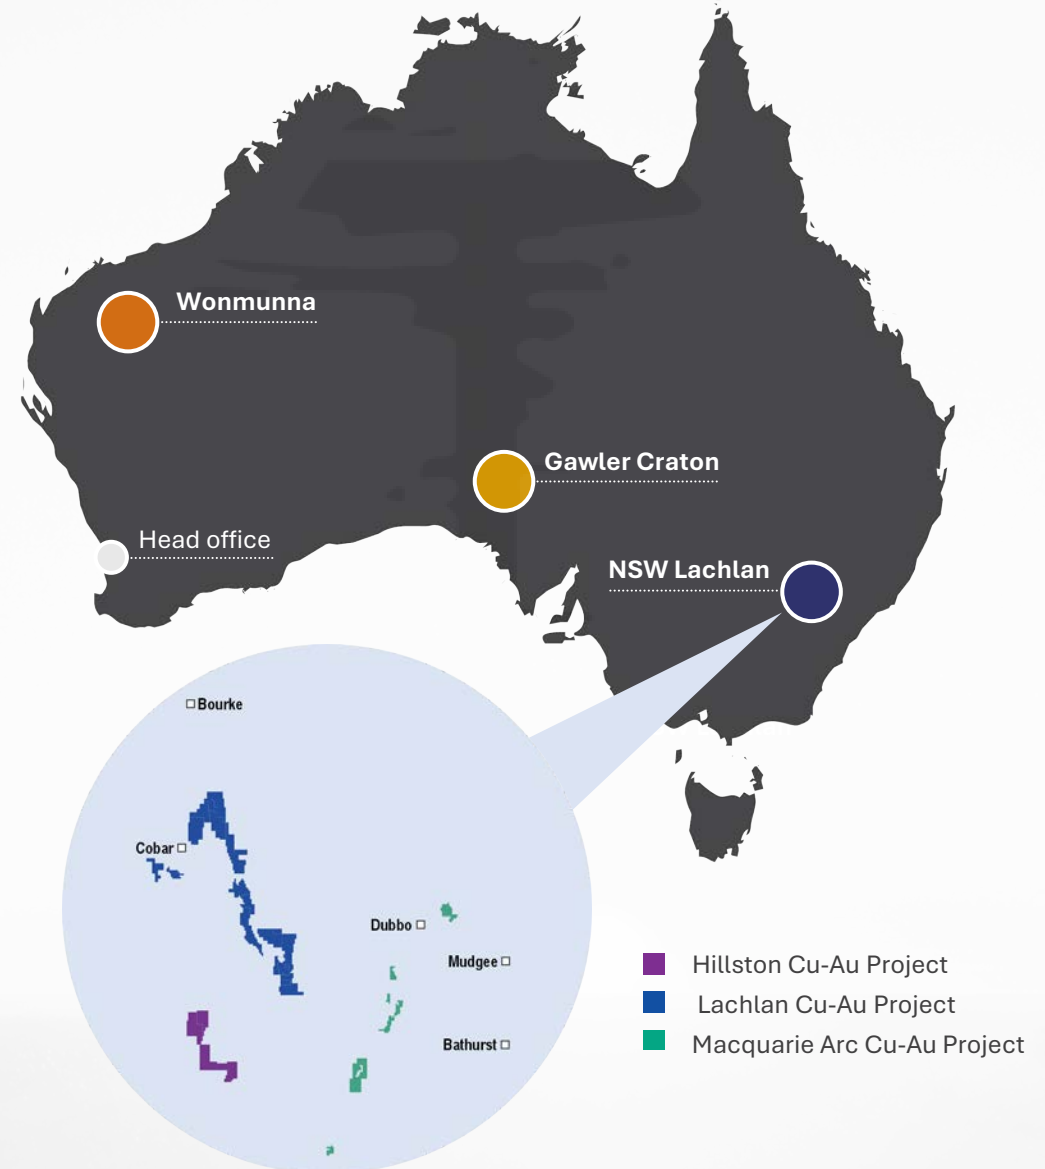 Wonmunna
Gawler Craton
Head office
NSW Lachlan
Bourke
Cobar
Dubbo
Mudgee
Bathurst
Hillston Cu-Au Project
Lachlan Cu-Au Project
Macquarie Arc Cu-Au Project